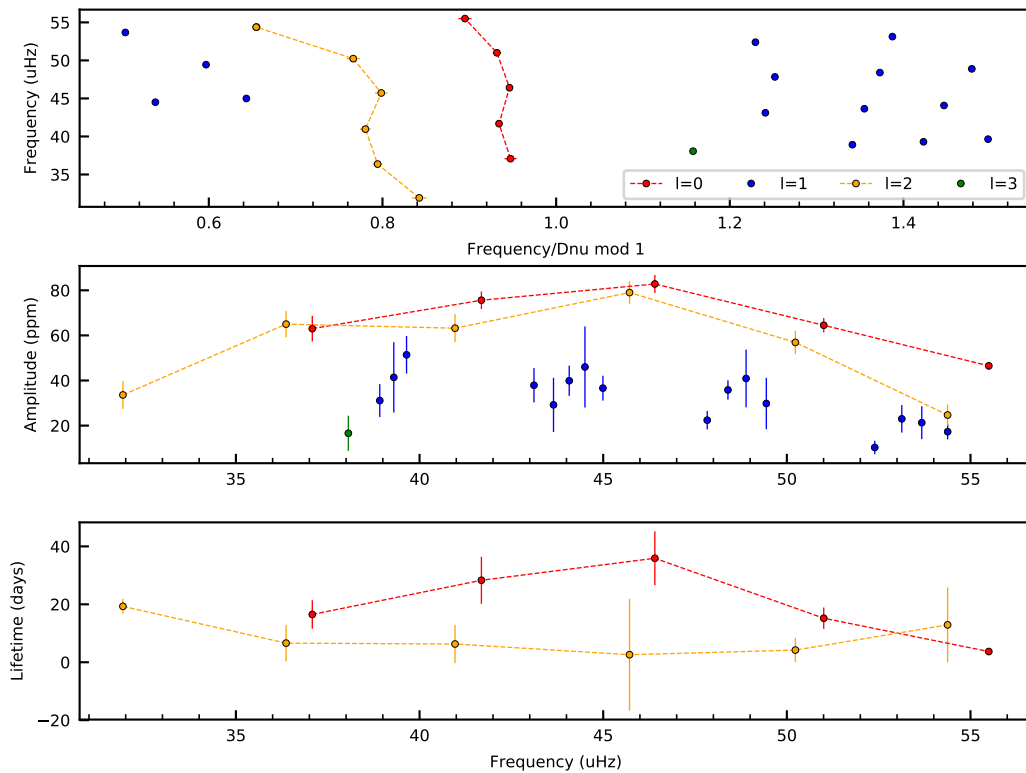 55
50
45
40
35
Frequency (uHz)
l=0 l=1 l=2 l=3
0.6 0.8 1.0 1.2 1.4
Frequency/Dnu mod 1
80
60
40
20
Amplitude (ppm)
35 40 45 50 55
40
20
0
−20
Lifetime (days)
35 40 45 50 55
Frequency (uHz)